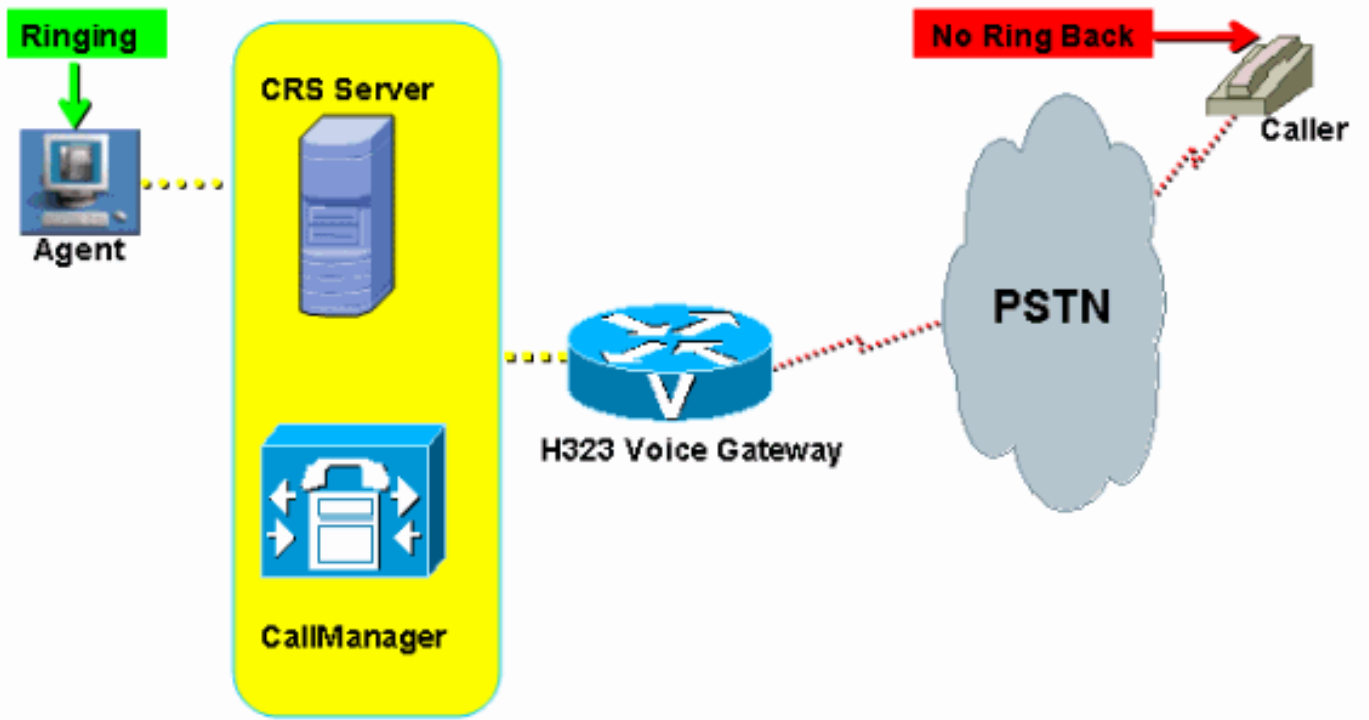 Ringing
No Ring Back
CRS Server
Caller
Agent
PSTN
V
H323 Voice Gateway
CallManager